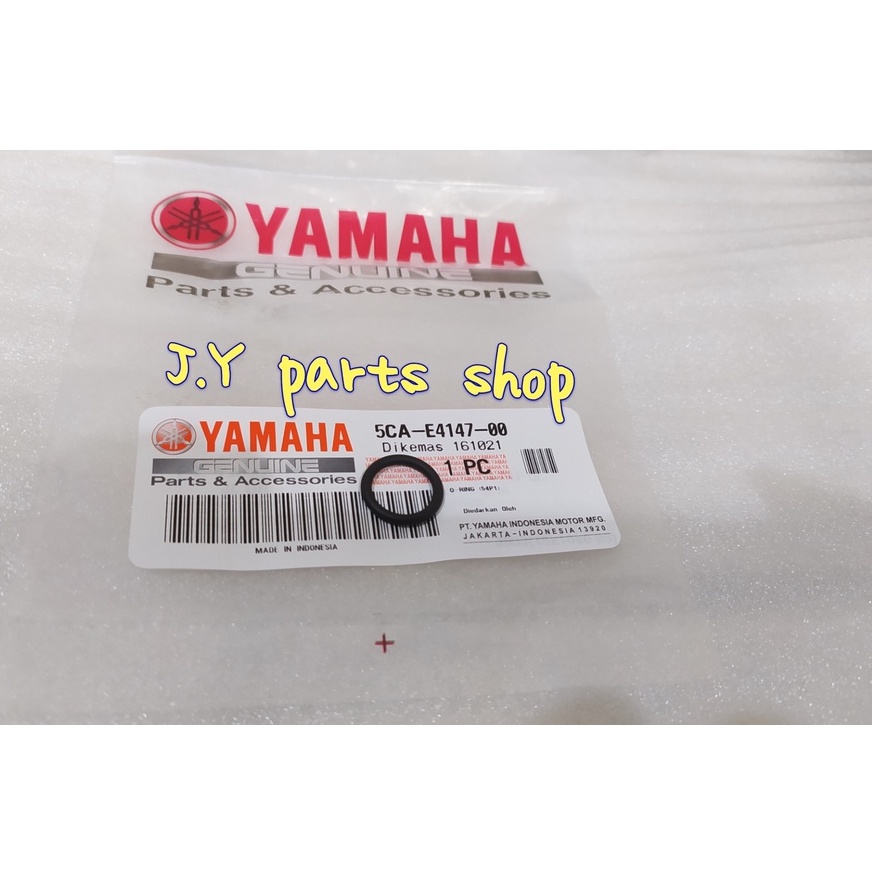 YAMAHA
GENUINE
Parts & Accessories
J.Y parts shop
YAMAHA
GENUINE
Parts & Accessories
5CA-E4147-00
Dikemas 161021
1 PC
O-RING (54P1)
Diedarkan Oleh
PT.YAMAHA INDONESIA MOTOR MFG.
JAKARTA-INDONESIA 13920
MADE IN INDONESIA